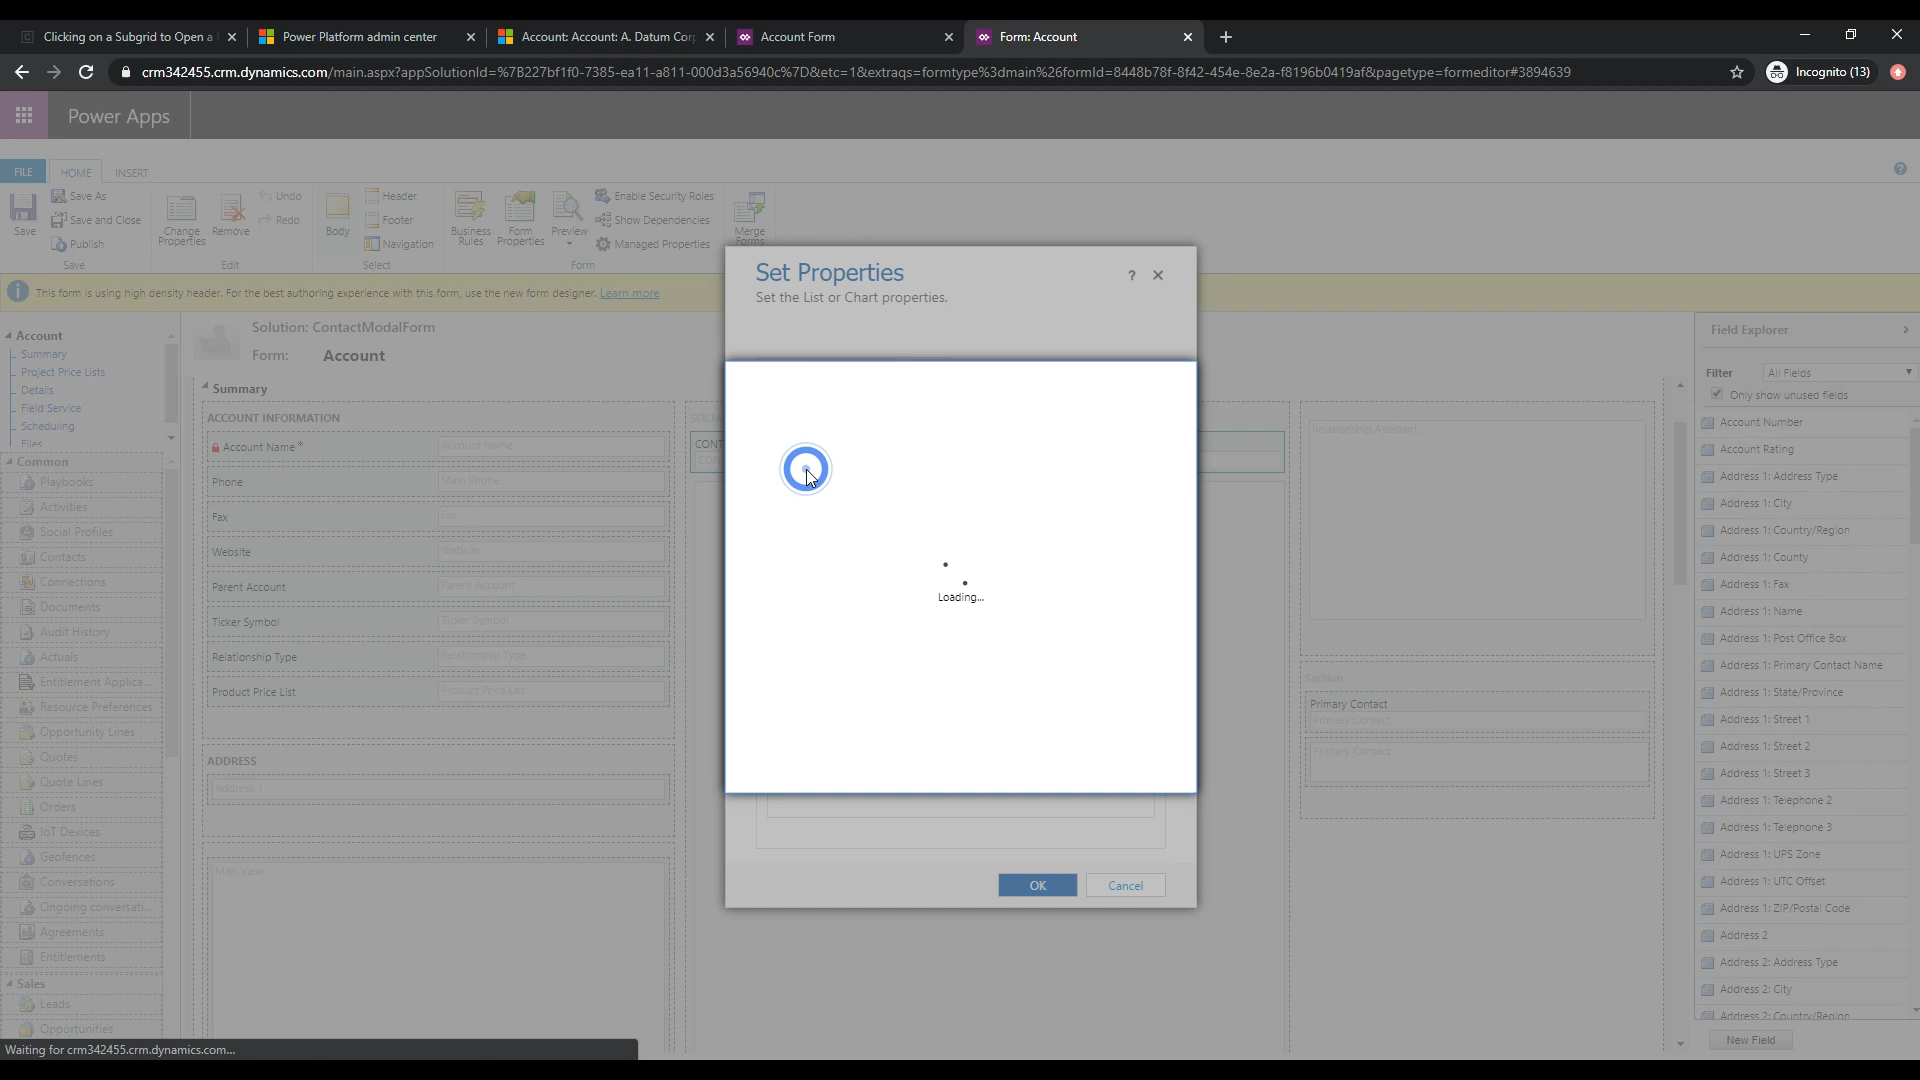 Clicking on a Subgrid to Open a
Power Platform admin center
Account: Account: A. Datum Cor
Account Form
Form: Account
crm342455.crm.dynamics.com/main.aspx?appSolutionId=%7B227bf1f0-7385-ea11-a811-000d3a56940c%7D&etc=1&extraqs=formtype%3dmain%26formId=8448b78f-8f42-454e-8e2a-f8196b0419af&pagetype=formeditor#3894639
Incognito (13)
Power Apps
FILE
HOME
INSERT
Save
Save As
Save and Close
Publish
Save
Change Properties
Remove
Undo
Redo
Edit
Body
Header
Footer
Navigation
Select
Business Rules
Form Properties
Preview
Enable Security Roles
Show Dependencies
Managed Properties
Form
Merge Forms
This form is using high density header. For the best authoring experience with this form, use the new form designer. Learn more
Account
Summary
Project Price Lists
Details
Field Service
Scheduling
Files
Common
Playbooks
Activities
Social Profiles
Contacts
Connections
Documents
Audit History
Actuals
Entitlement Applica...
Resource Preferences
Opportunity Lines
Quotes
Quote Lines
Orders
IoT Devices
Geofences
Conversations
Ongoing conversati...
Agreements
Entitlements
Sales
Leads
Opportunities
Waiting for crm342455.crm.dynamics.com...
Solution: ContactModalForm
Form: Account
Summary
ACCOUNT INFORMATION
Account Name * Account Name
Phone Main Phone
Fax Fax
Website Website
Parent Account Parent Account
Ticker Symbol Ticker Symbol
Relationship Type Relationship Type
Product Price List Product Price List
ADDRESS
Address 1
Map View
SOCIA
CONT
CON
Set Properties
? ×
Set the List or Chart properties.
Loading...
OK
Cancel
Relationship Assistant
Section
Primary Contact
Primary Contact
Primary Contact
Field Explorer
Filter All Fields
Only show unused fields
Account Number
Account Rating
Address 1: Address Type
Address 1: City
Address 1: Country/Region
Address 1: County
Address 1: Fax
Address 1: Name
Address 1: Post Office Box
Address 1: Primary Contact Name
Address 1: State/Province
Address 1: Street 1
Address 1: Street 2
Address 1: Street 3
Address 1: Telephone 2
Address 1: Telephone 3
Address 1: UPS Zone
Address 1: UTC Offset
Address 1: ZIP/Postal Code
Address 2
Address 2: Address Type
Address 2: City
Address 2: Country/Region
New Field